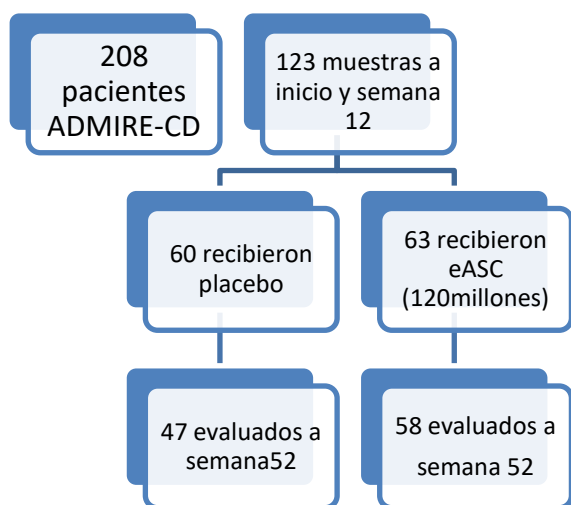 208
pacientes
ADMIRE-CD
123 muestras a
inicio y semana
12
60 recibieron
placebo
63 recibieron
eASC
(120millones)
47 evaluados a
semana52
58 evaluados a
semana 52